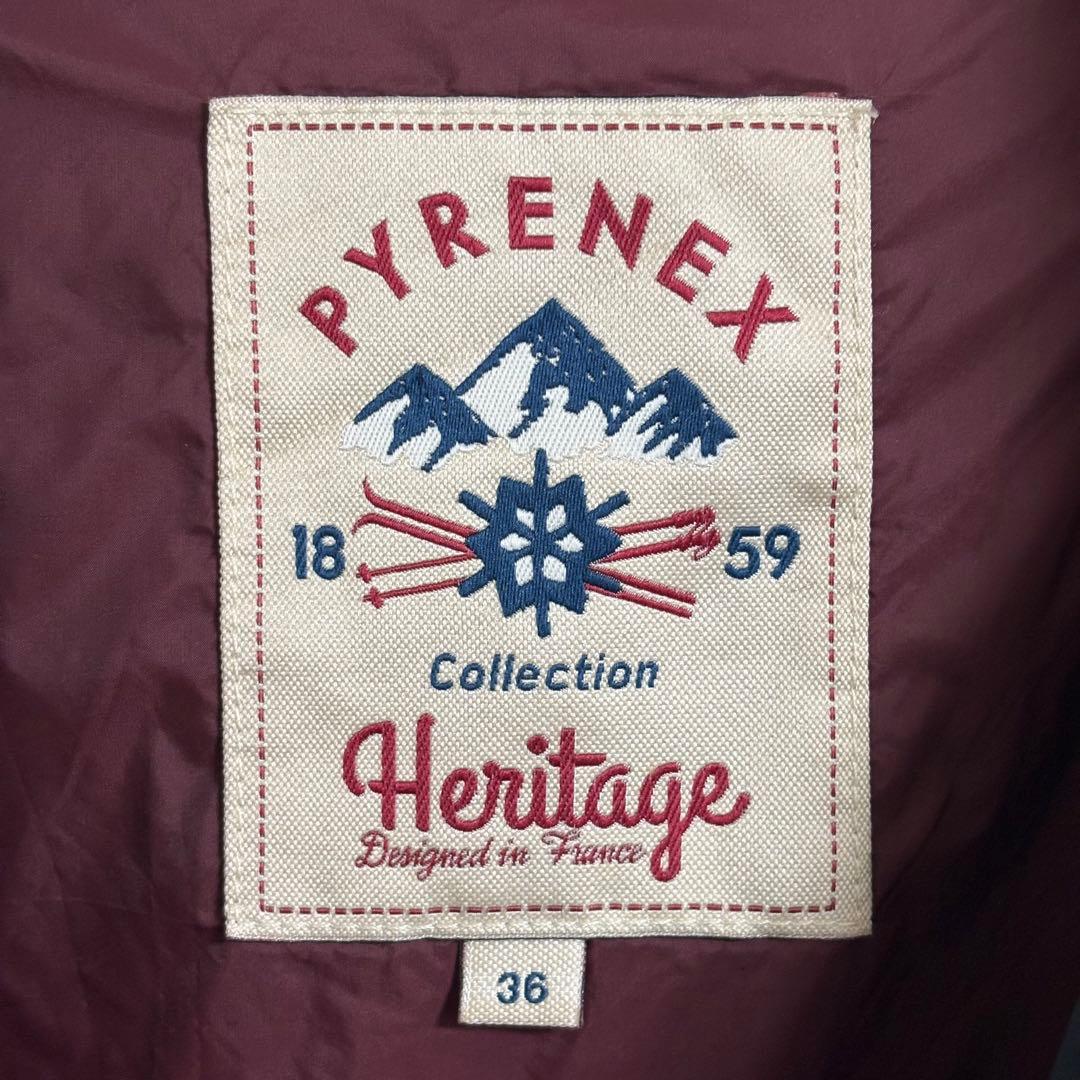 PYRENEX
18 59
Collection
Heritage
Designed in France
36